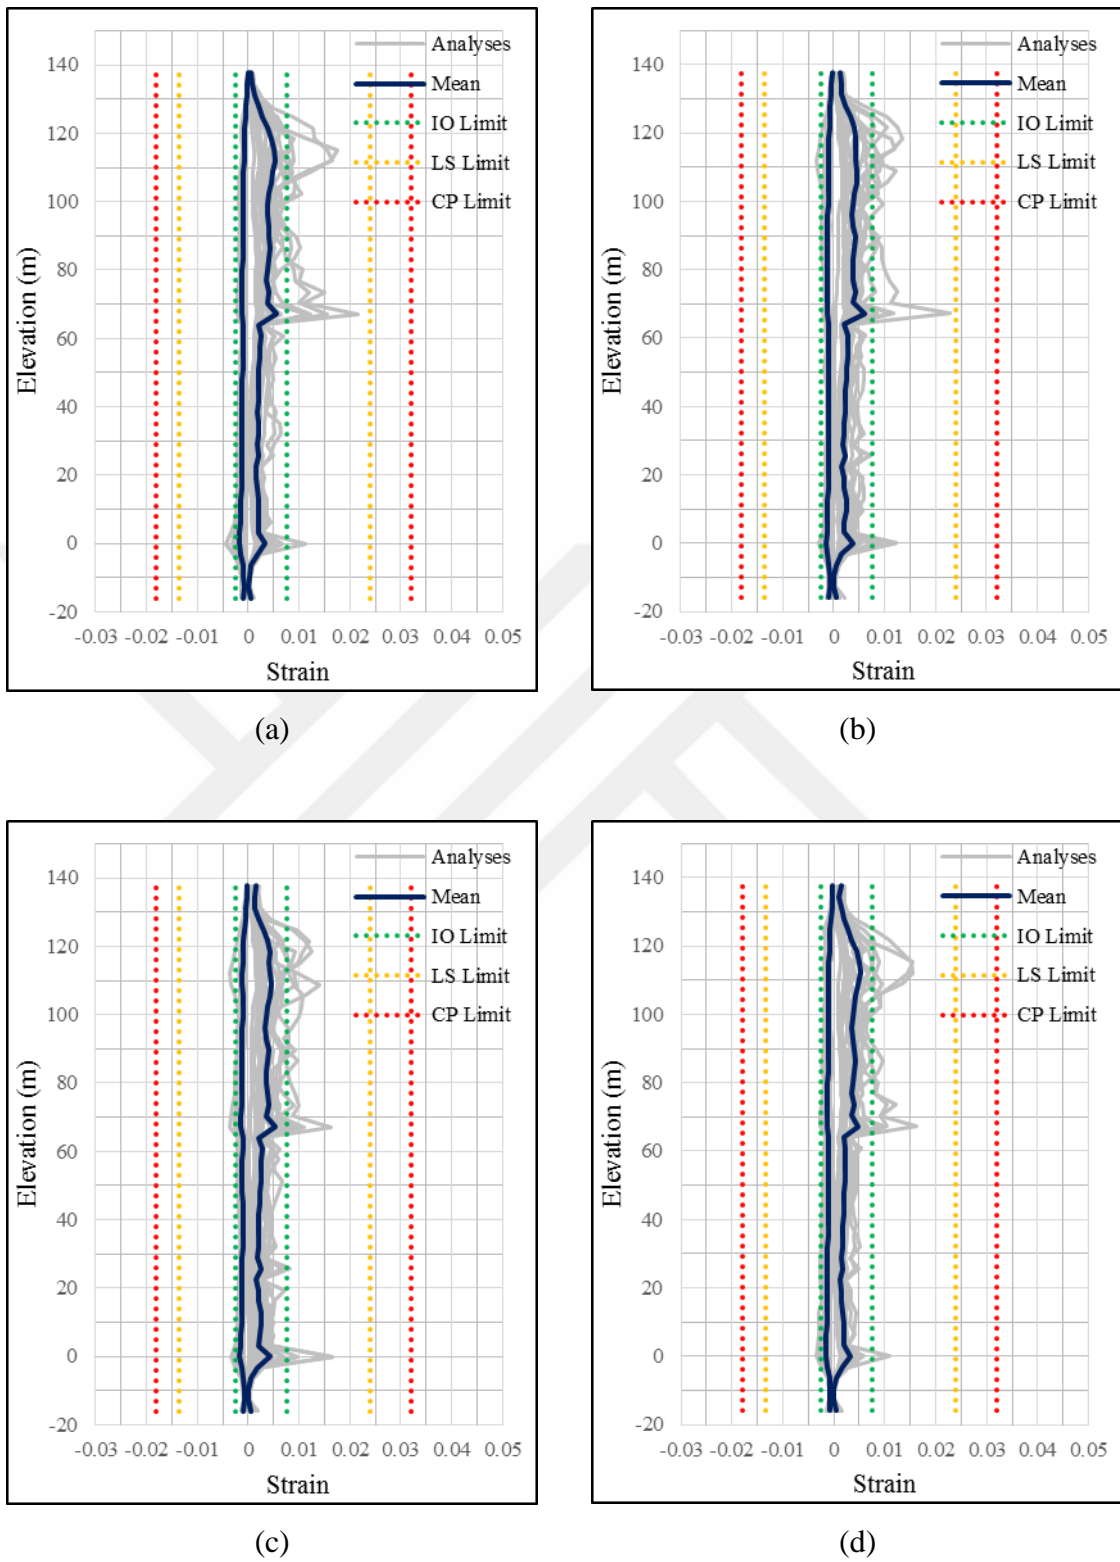 Analyses
140
Mean
IO Limit
120
LS Limit
100
CP Limit
80
60
40
20
0
-20
Elevation (m)
-0.03 -0.02 -0.01 0 0.01 0.02 0.03 0.04 0.05
Strain
(a)
Analyses
140
Mean
IO Limit
120
LS Limit
100
CP Limit
80
60
40
20
0
-20
Elevation (m)
-0.03 -0.02 -0.01 0 0.01 0.02 0.03 0.04 0.05
Strain
(b)
Analyses
140
Mean
IO Limit
120
LS Limit
100
CP Limit
80
60
40
20
0
-20
Elevation (m)
-0.03 -0.02 -0.01 0 0.01 0.02 0.03 0.04 0.05
Strain
(c)
Analyses
140
Mean
IO Limit
120
LS Limit
100
CP Limit
80
60
40
20
0
-20
Elevation (m)
-0.03 -0.02 -0.01 0 0.01 0.02 0.03 0.04 0.05
Strain
(d)